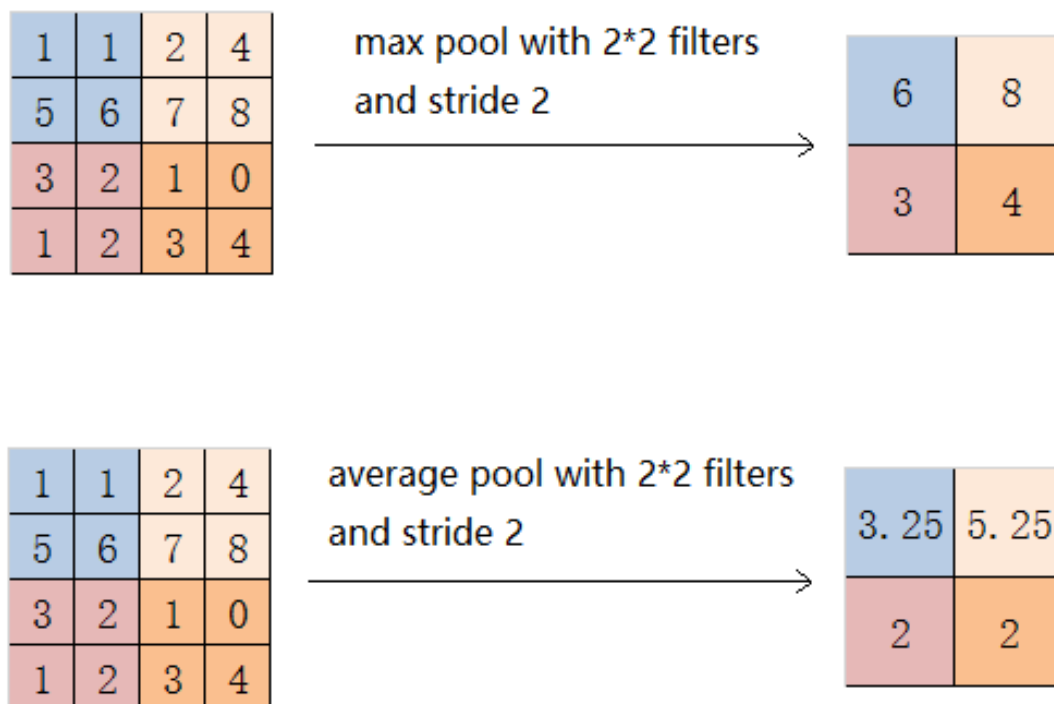 1 1 2 4
5 6 7 8
3 2 1 0
1 2 3 4
max pool with 2*2 filters
and stride 2
6 8
3 4
1 1 2 4
5 6 7 8
3 2 1 0
1 2 3 4
average pool with 2*2 filters
and stride 2
3.25 5.25
2 2